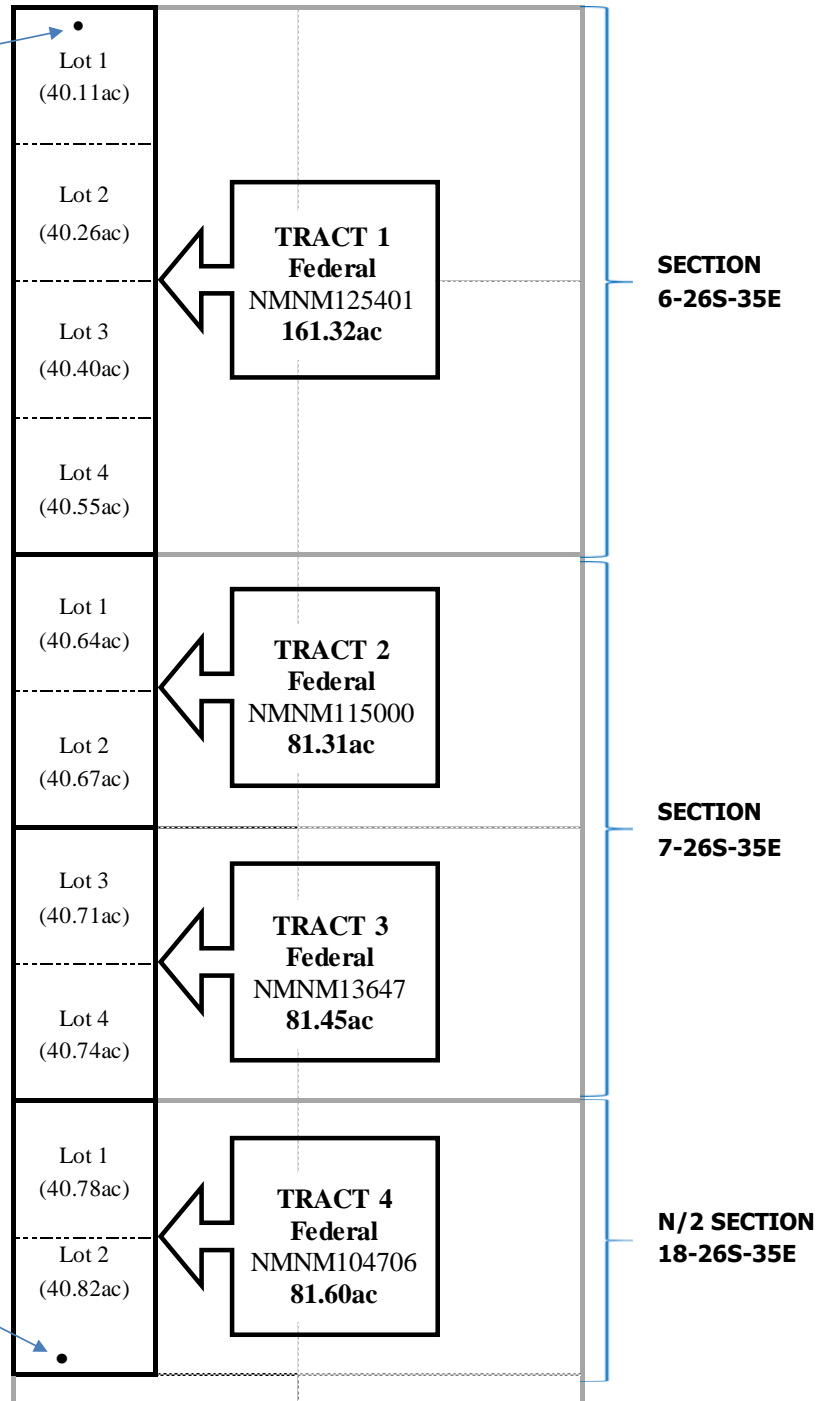 Lot 1
(40.11ac)
Lot 2
(40.26ac)
Lot 3
(40.40ac)
Lot 4
(40.55ac)
TRACT 1
Federal
NMNM125401
161.32ac
SECTION
6-26S-35E
Lot 1
(40.64ac)
Lot 2
(40.67ac)
TRACT 2
Federal
NMNM115000
81.31ac
Lot 3
(40.71ac)
Lot 4
(40.74ac)
TRACT 3
Federal
NMNM13647
81.45ac
SECTION
7-26S-35E
Lot 1
(40.78ac)
Lot 2
(40.82ac)
TRACT 4
Federal
NMNM104706
81.60ac
N/2 SECTION
18-26S-35E